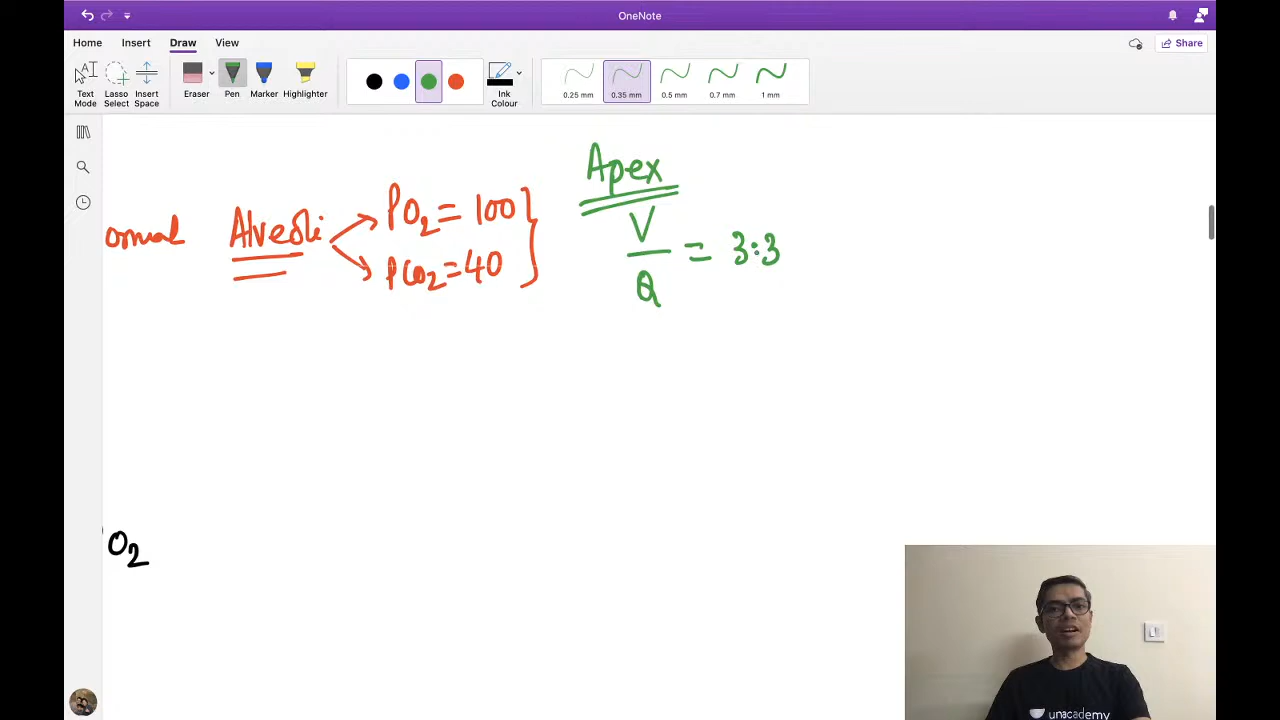 OneNote
Home Insert Draw View
Share
Text Mode
Lasso Select
Insert Space
Eraser
Pen
Marker
Highlighter
Ink Colour
0.25 mm
0.35 mm
0.5 mm
0.7 mm
1 mm
ormal Alveoli
PO2 = 100
PCO2 = 40
Apex
V
Q
= 3:3
O2
unacademy